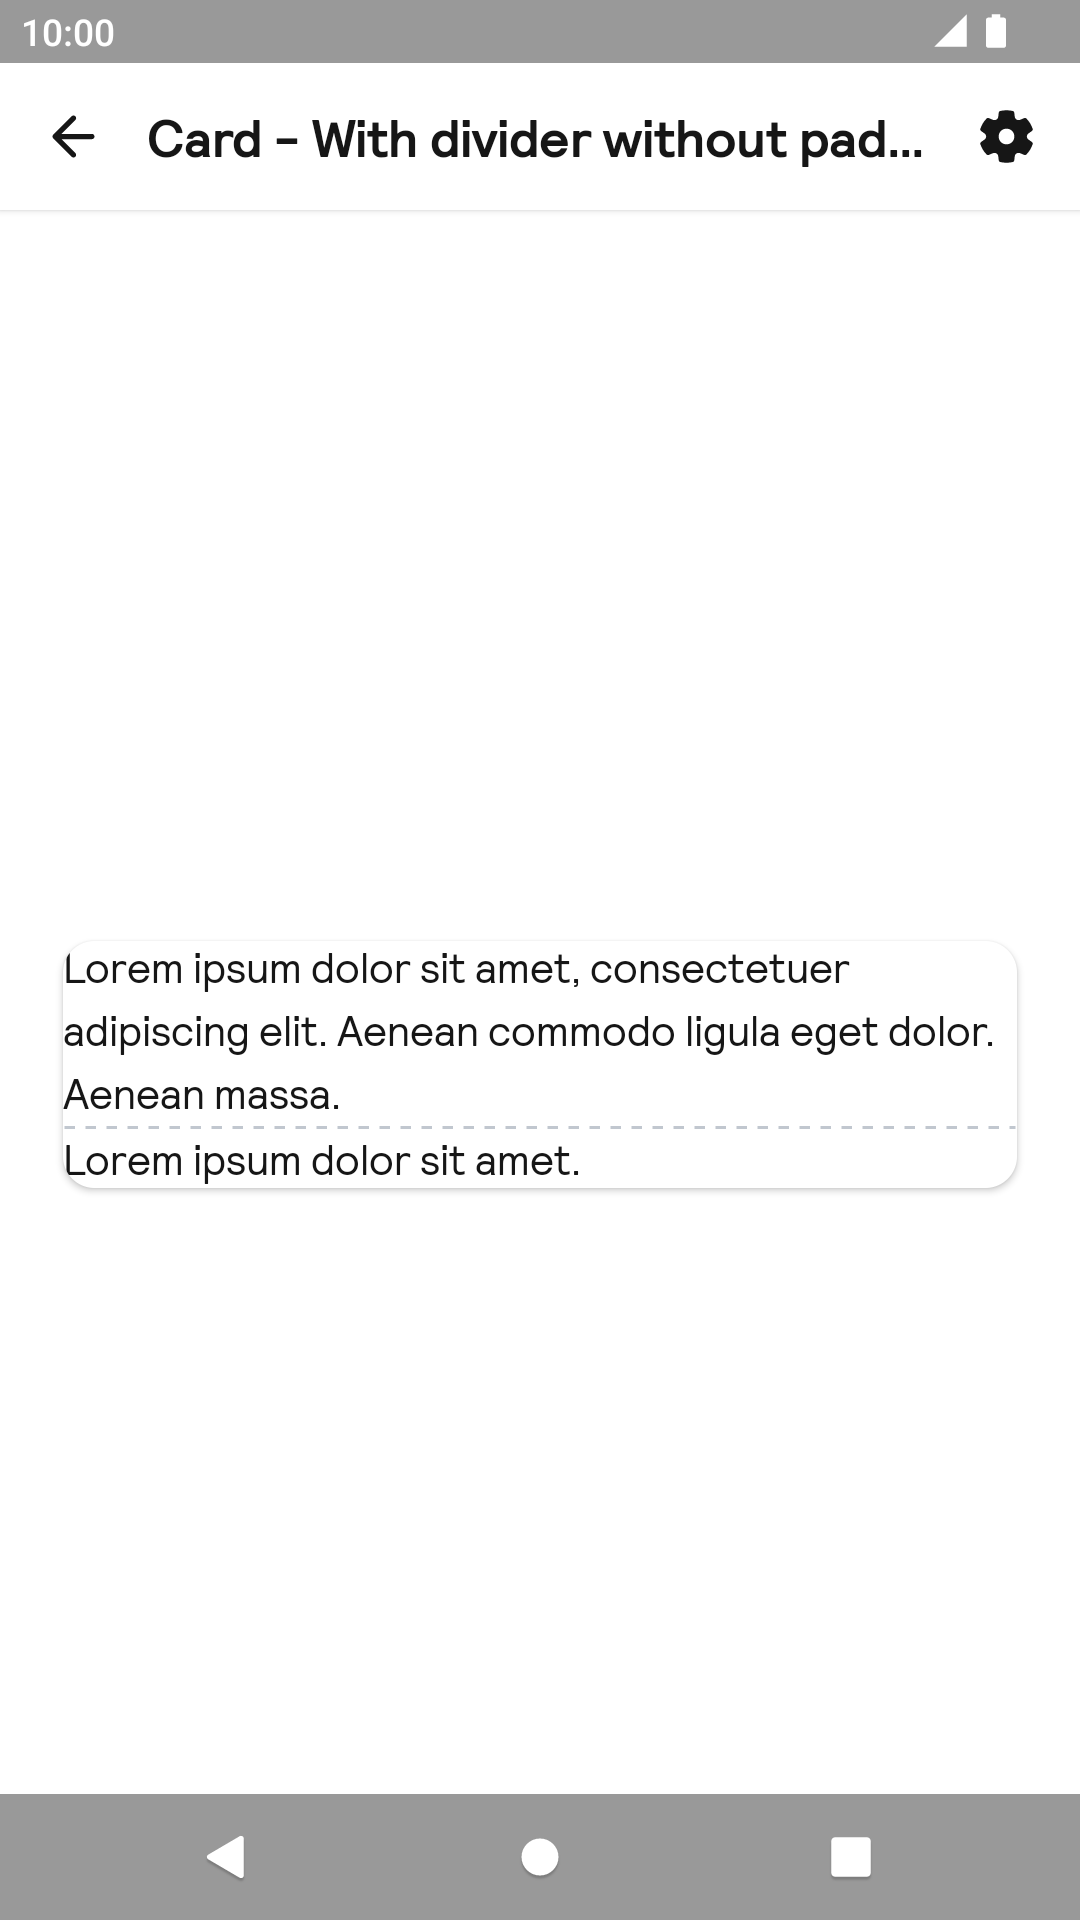 10:00
Card - With divider without pad...
Lorem ipsum dolor sit amet, consectetuer
adipiscing elit. Aenean commodo ligula eget dolor.
Aenean massa.
Lorem ipsum dolor sit amet.